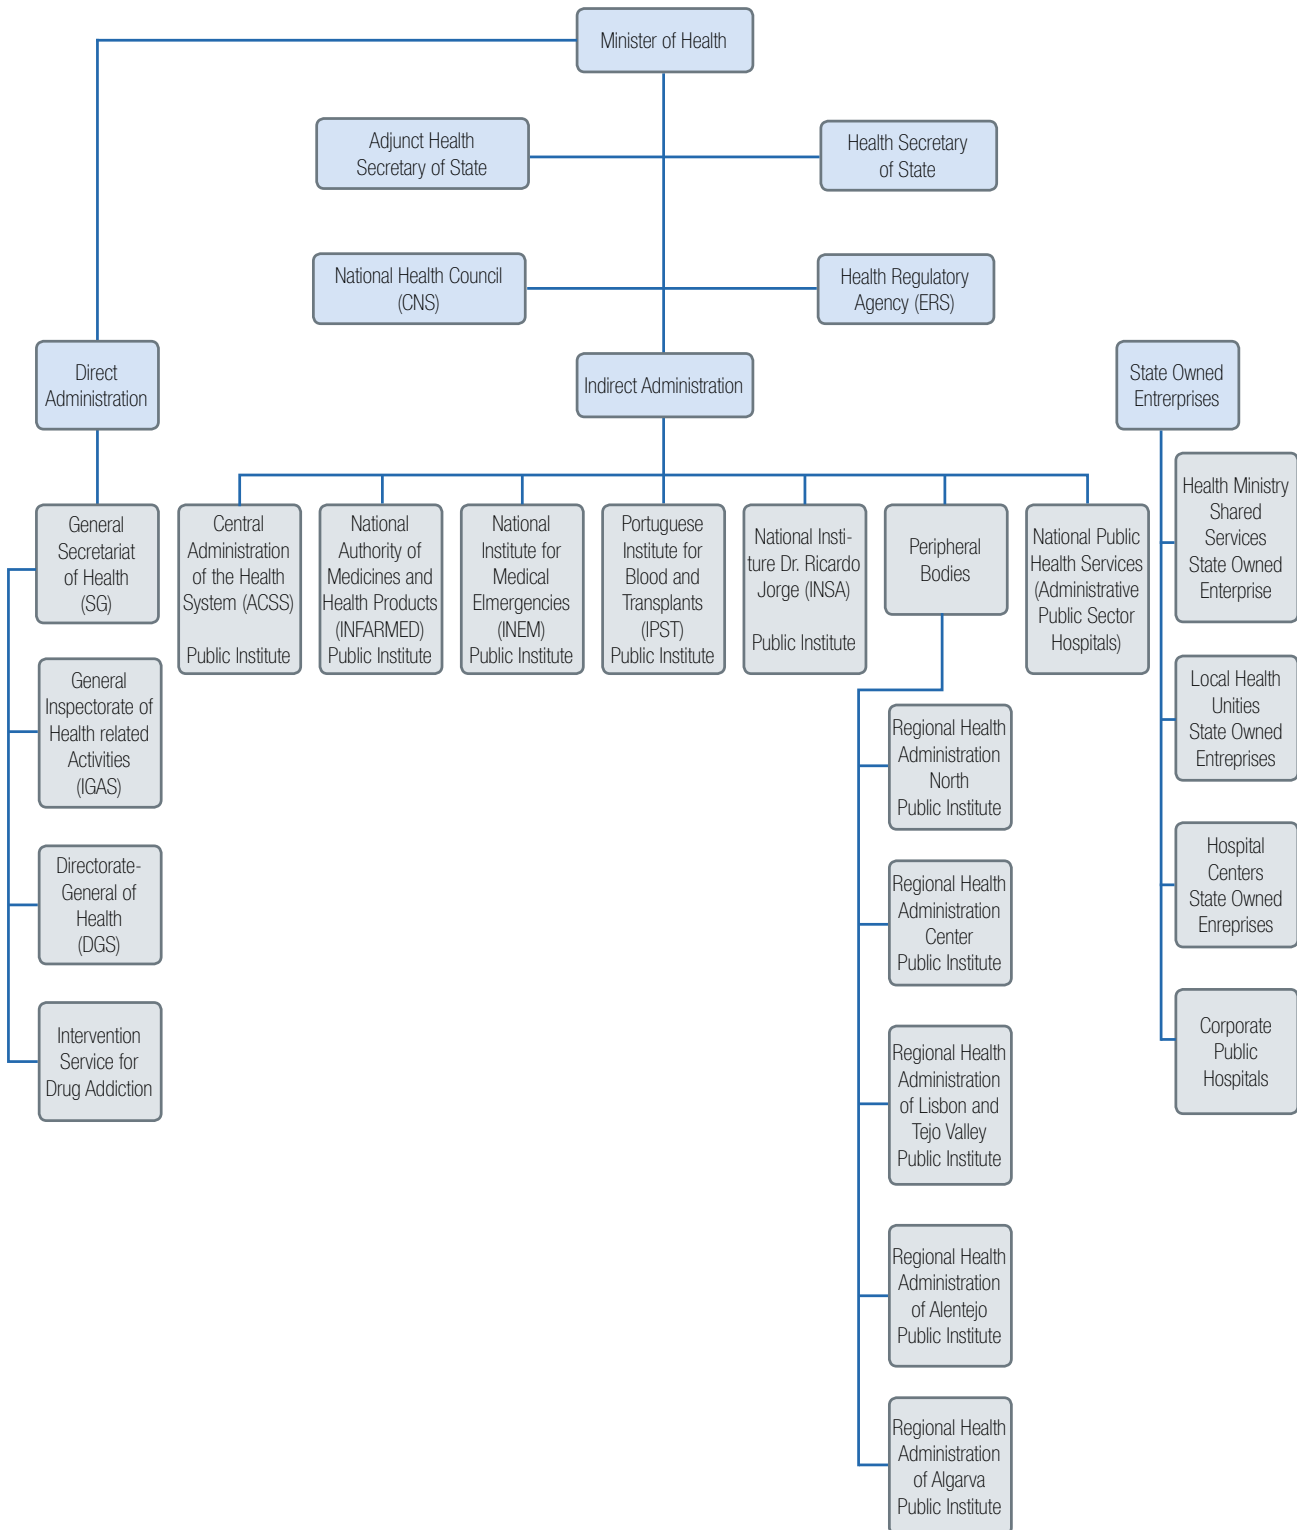 Minister of Health
Adjunct Health
Secretary of State
Health Secretary
of State
National Health Council
(CNS)
Health Regulatory
Agency (ERS)
Direct
Administration
Indirect Administration
State Owned
Entrerprises
General
Secretariat
of Health
(SG)
General
Inspectorate of
Health related
Activities
(IGAS)
Directorate-
General of
Health
(DGS)
Intervention
Service for
Drug Addiction
Central
Administration
of the Health
System (ACSS)
Public Institute
National
Authority of
Medicines and
Health Products
(INFARMED)
Public Institute
National
Institute for
Medical
Elmergencies
(INEM)
Public Institute
Portuguese
Institute for
Blood and
Transplants
(IPST)
Public Institute
National Insti-
ture Dr. Ricardo
Jorge (INSA)
Public Institute
Peripheral
Bodies
Regional Health
Administration
North
Public Institute
Regional Health
Administration
Center
Public Institute
Regional Health
Administration
of Lisbon and
Tejo Valley
Public Institute
Regional Health
Administration
of Alentejo
Public Institute
Regional Health
Administration
of Algarva
Public Institute
National Public
Health Services
(Administrative
Public Sector
Hospitals)
Health Ministry
Shared
Services
State Owned
Enterprise
Local Health
Unities
State Owned
Entreprises
Hospital
Centers
State Owned
Enreprises
Corporate
Public
Hospitals